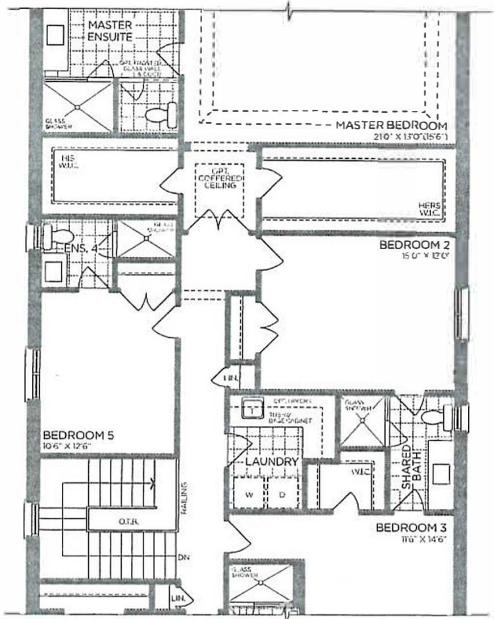 MASTER
ENSUITE
GLASS
SHOWER
MASTER BEDROOM
21'0" X 13'0"(15'6")
HIS
W.I.C.
OPT.
COFFERED
CEILING
HERS
W.I.C.
ENS. 4
BEDROOM 2
15'0" X 12'0"
LIN.
BEDROOM 5
10'6" X 12'6"
GLASS
SHOWER
LAUNDRY
W D
W.I.C.
SHARED
BATH
O.T.B.
RAILING
DN
BEDROOM 3
11'6" X 14'6"
GLASS
SHOWER
LIN.